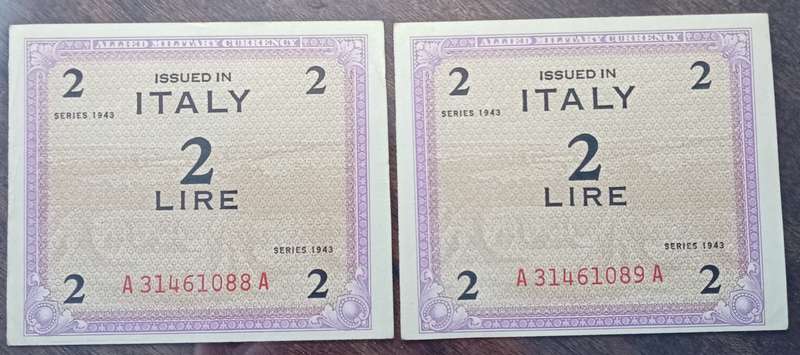 ALLIED MILITARY CURRENCY
2 ISSUED IN 2
ITALY
SERIES 1943
2
LIRE
SERIES 1943
2 A 31461088 A 2
ALLIED MILITARY CURRENCY
2 ISSUED IN 2
ITALY
SERIES 1943
2
LIRE
SERIES 1943
2 A 31461089 A 2